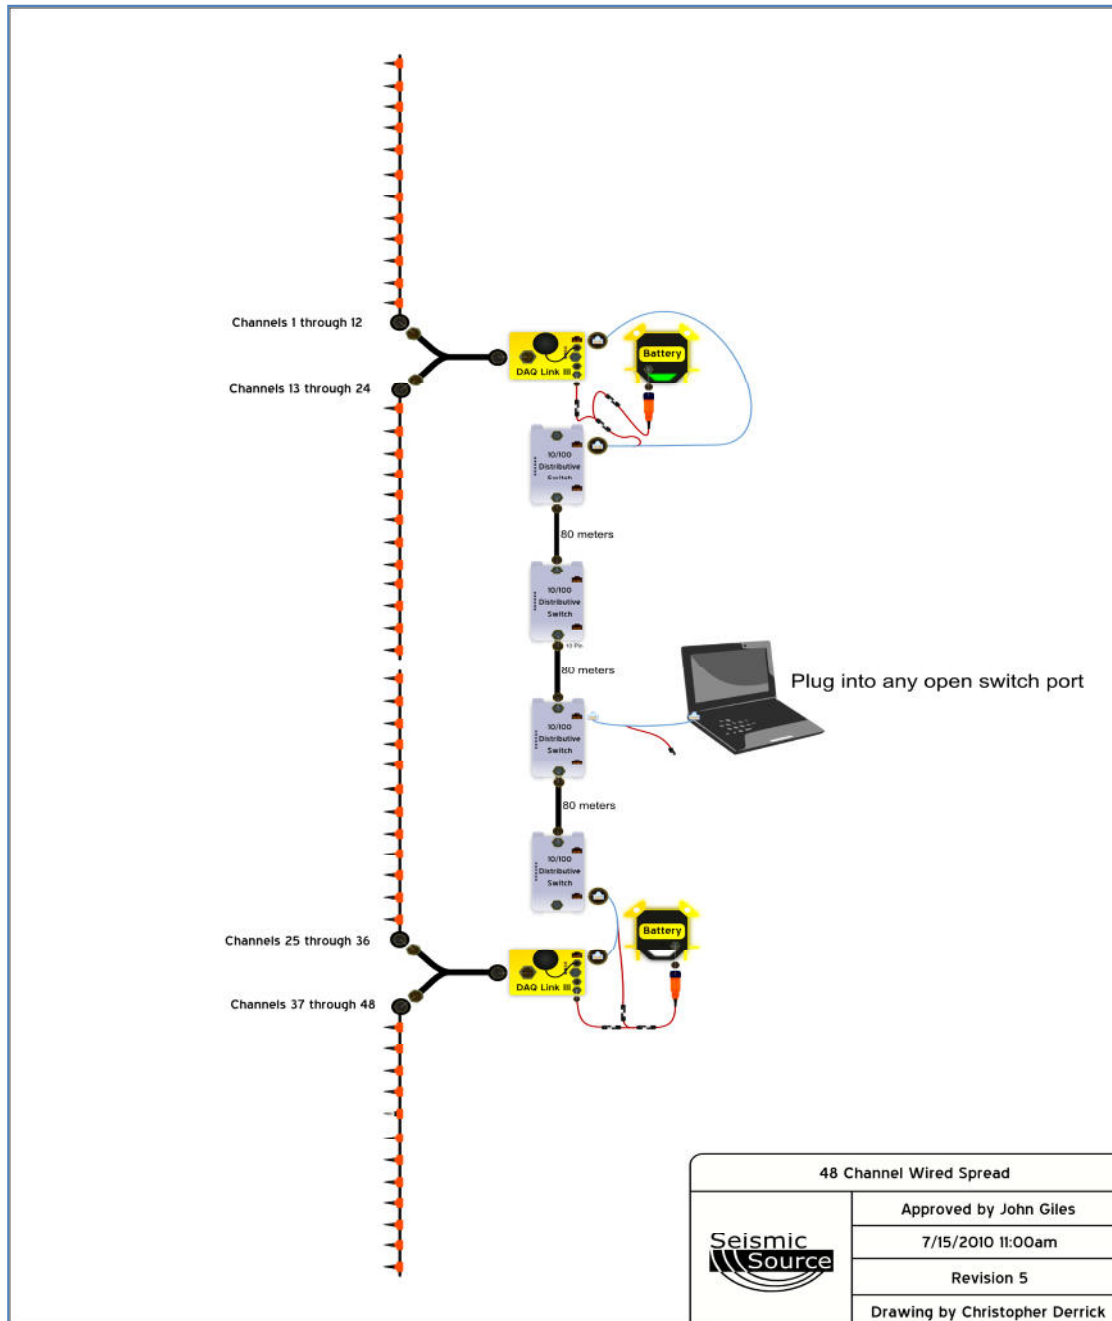 Channels 1 through 12
Channels 13 through 24
DAQ Link III
Battery
10/100
Distributive
Switch
80 meters
10/100
Distributive
Switch
10 Pin
80 meters
Plug into any open switch port
10/100
Distributive
Switch
80 meters
10/100
Distributive
Switch
Channels 25 through 36
Channels 37 through 48
DAQ Link III
Battery
48 Channel Wired Spread
Seismic
Source
Approved by John Giles
7/15/2010 11:00am
Revision 5
Drawing by Christopher Derrick